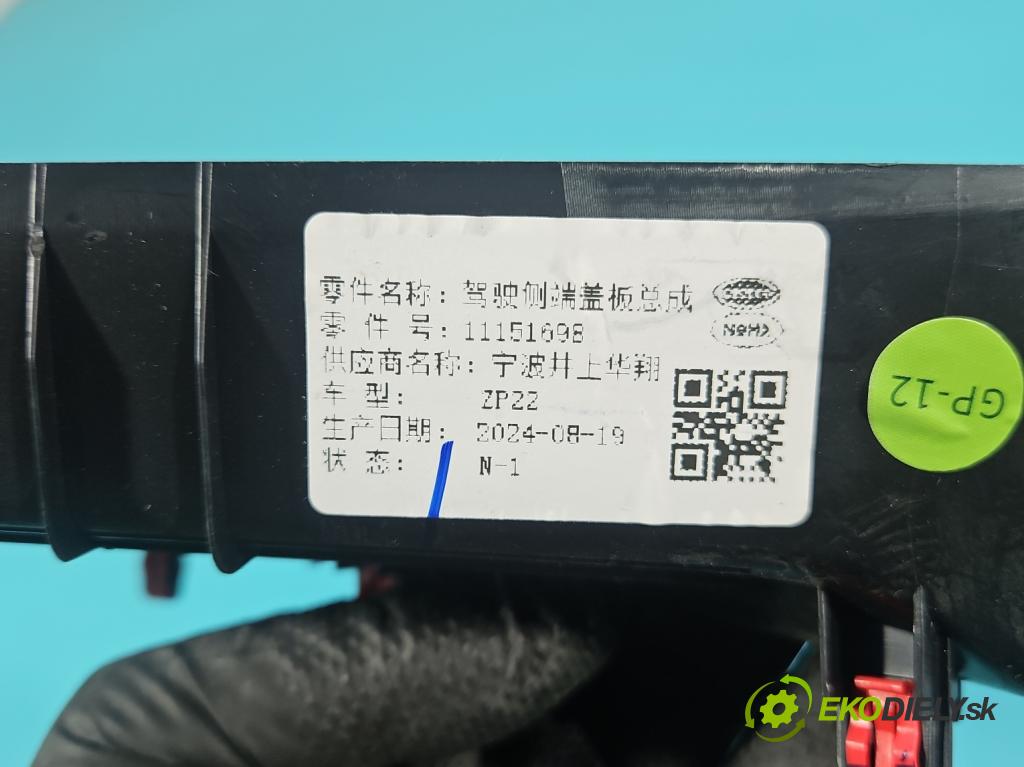 零件名称：驾驶侧端盖板总成
零 件 号：11151698
供应商名称：宁波井上华翔
车 型： ZP22
生产日期： 2024-08-19
状 态： N-1
GP-12
EKODIELY.sk